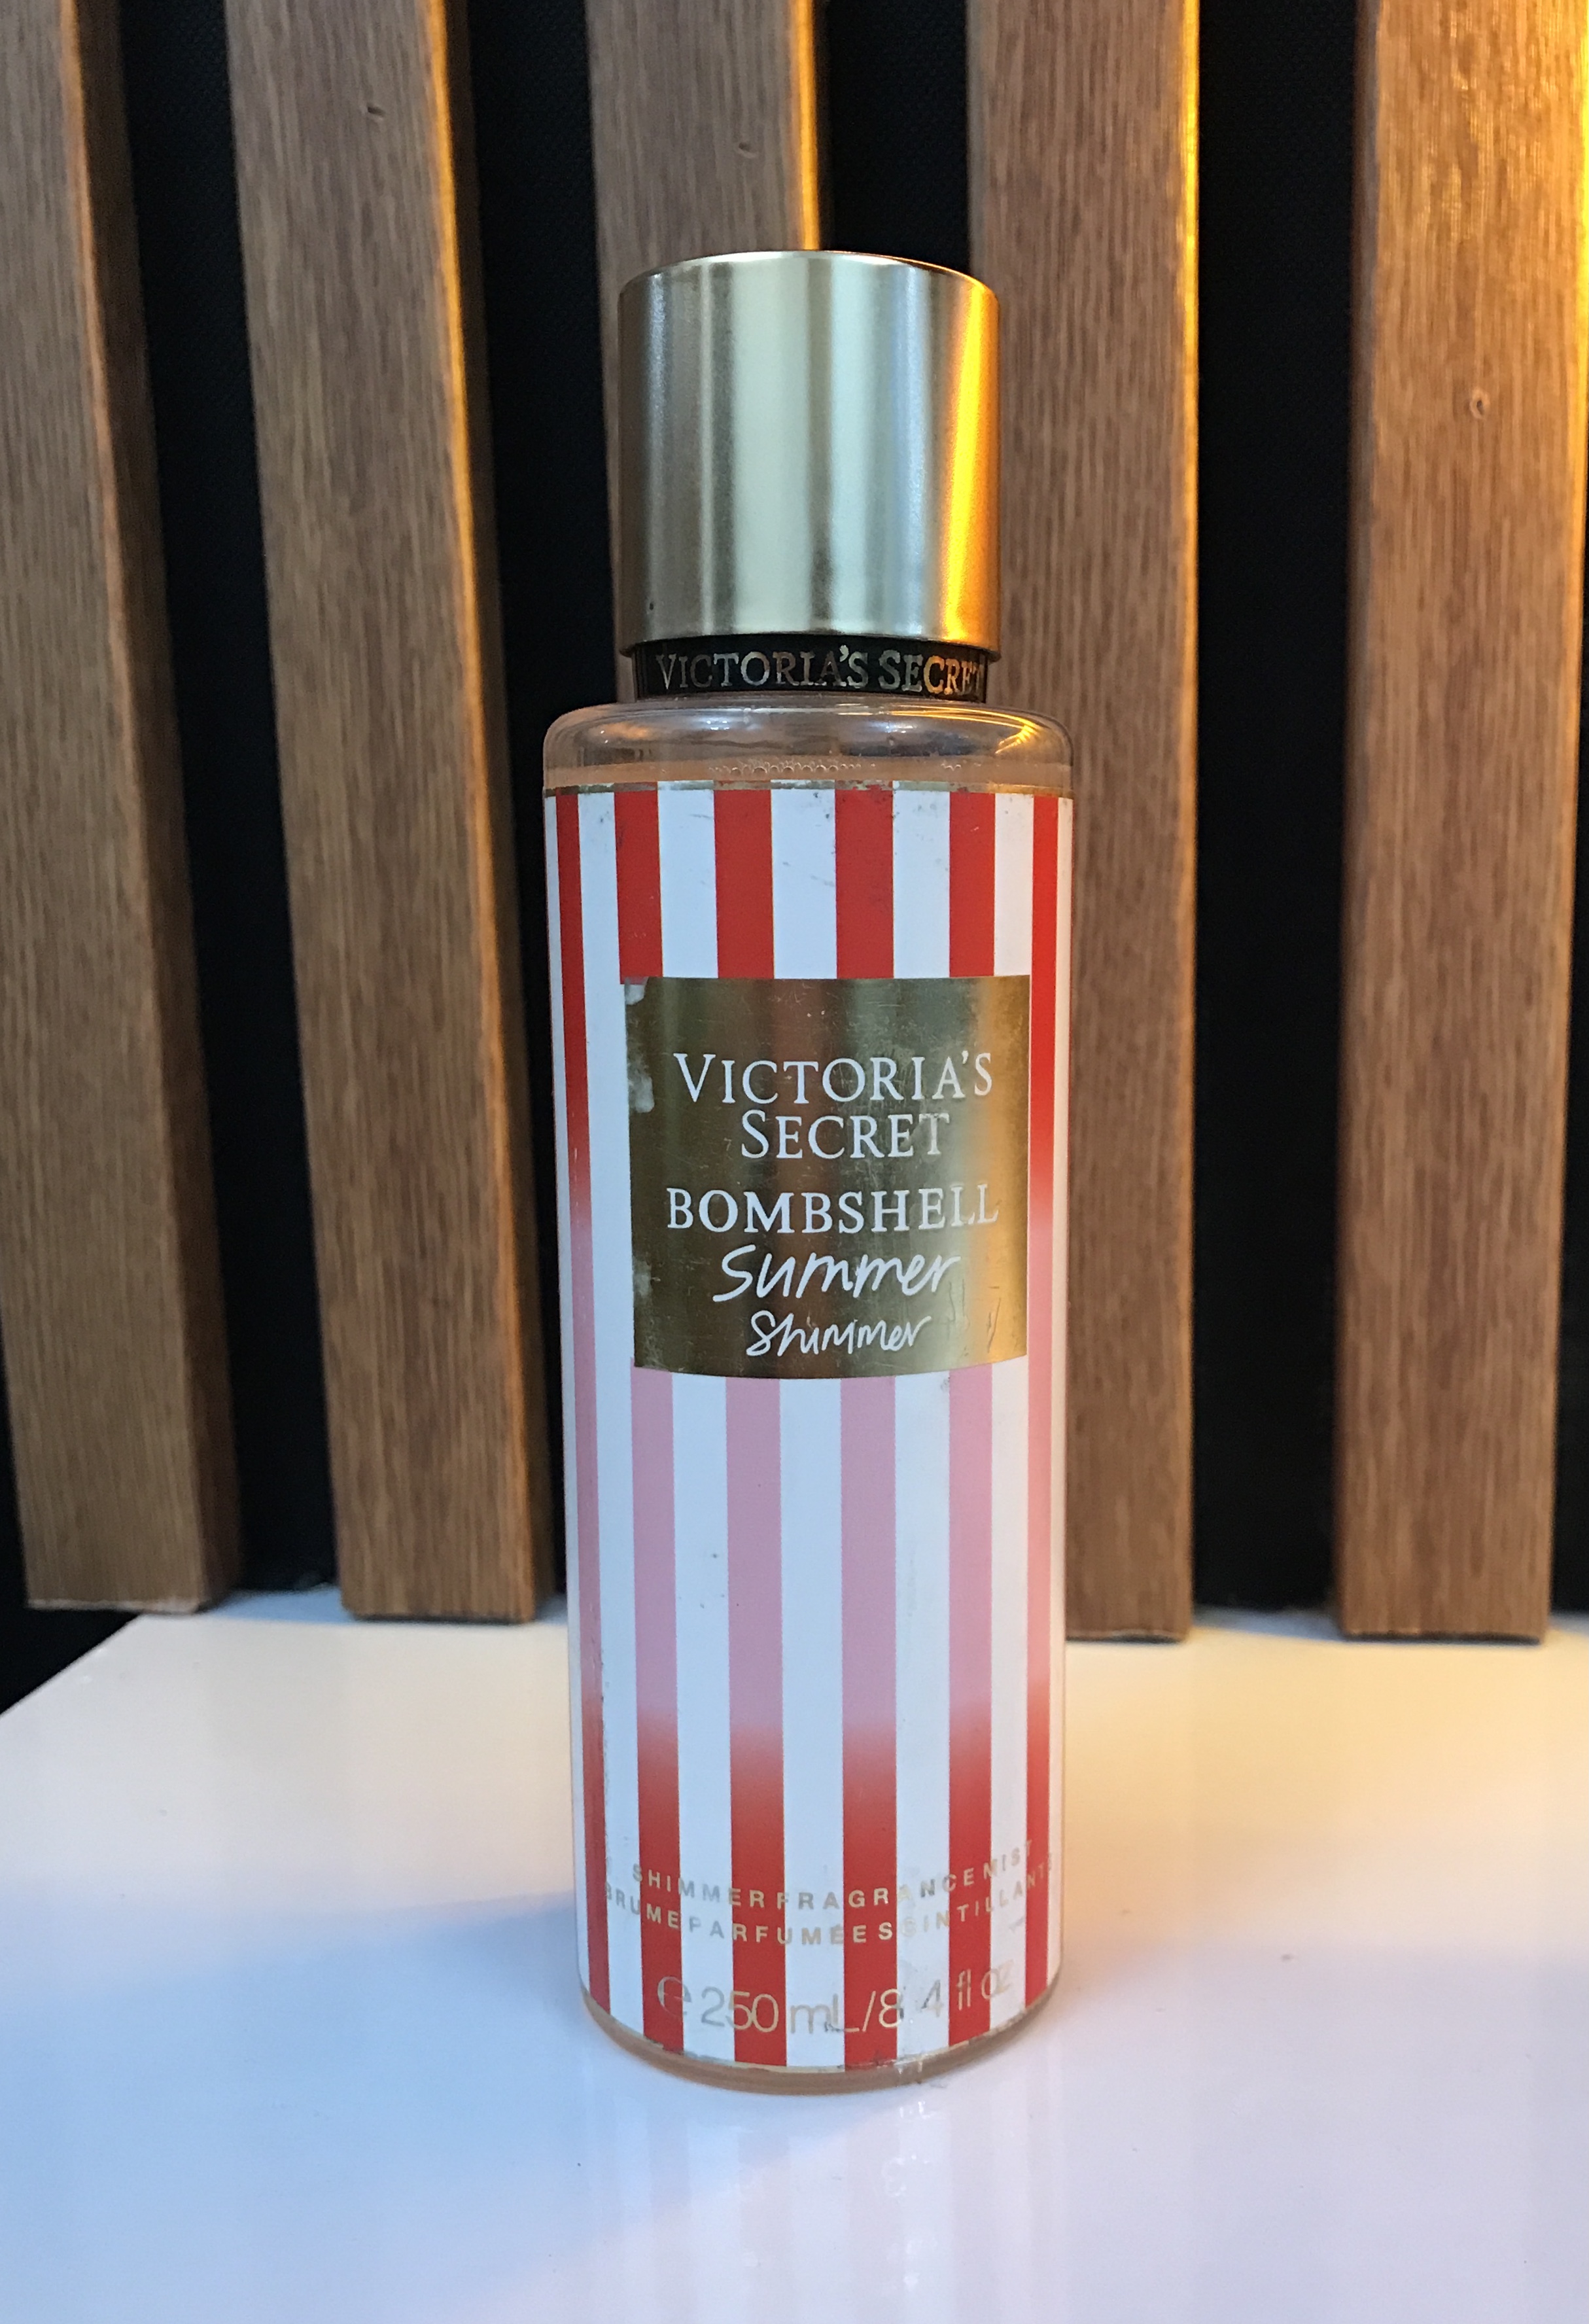 VICTORIA'S SECRET
VICTORIA'S
SECRET
BOMBSHELL
Summer
Shimmer
SHIMMER FRAGRANCE MIST
BRUME PARFUMÉE SCINTILLANTE
e 250 mL/8.4 fl oz